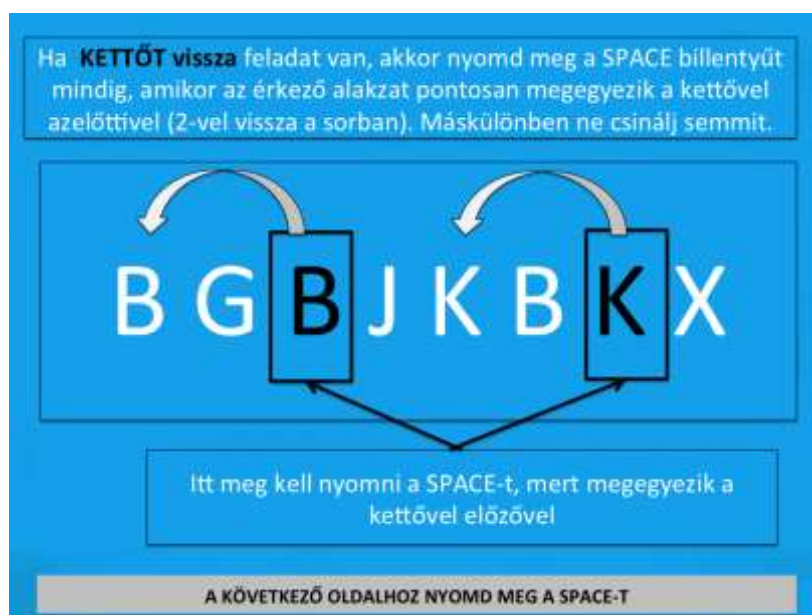 Ha KETTŐT vissza feladat van, akkor nyomd meg a SPACE billentyűt
mindig, amikor az érkező alakzat pontosan megegyezik a kettővel
azelőttivel (2-vel vissza a sorban). Máskülönben ne csinálj semmit.
B G B J K B K X
Itt meg kell nyomni a SPACE-t, mert megegyezik a
kettővel előzővel
A KÖVETKEZŐ OLDALHOZ NYOMD MEG A SPACE-T